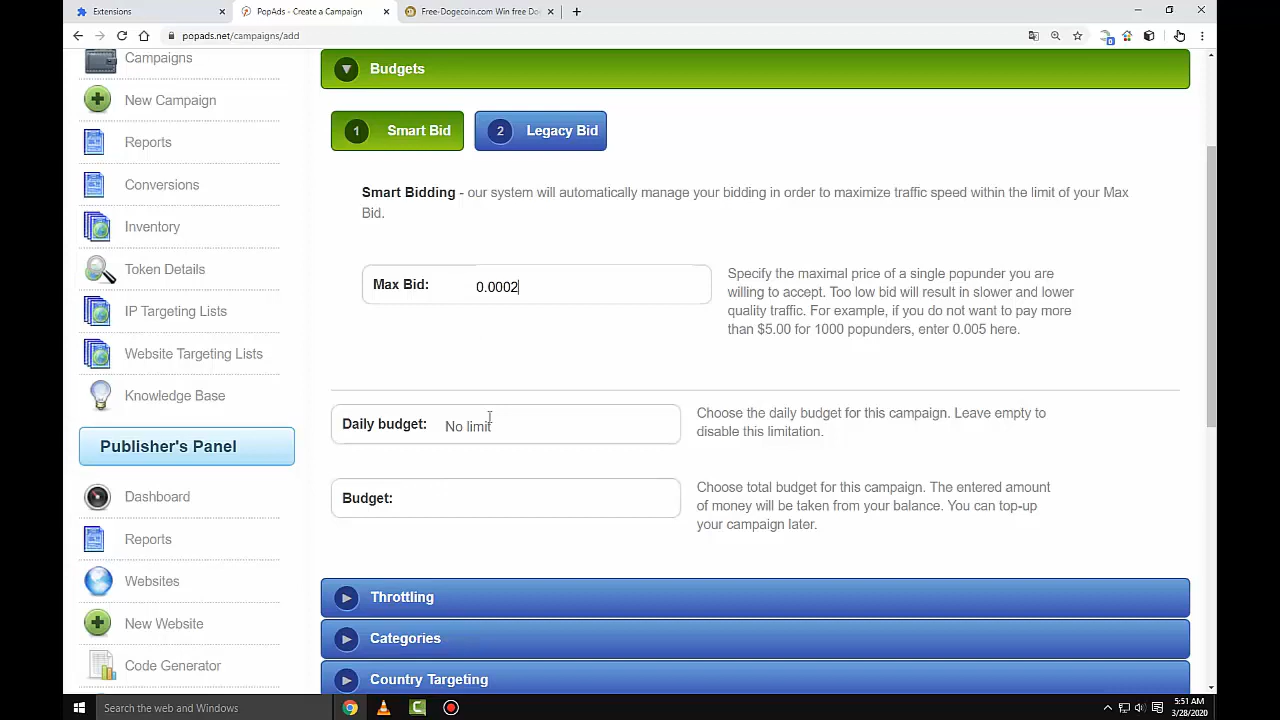 Extensions
PopAds - Create a Campaign
Free-Dogecoin.com Win free Do
popads.net/campaigns/add
Campaigns
New Campaign
Reports
Conversions
Inventory
Token Details
IP Targeting Lists
Website Targeting Lists
Knowledge Base
Publisher's Panel
Dashboard
Reports
Websites
New Website
Code Generator
Budgets
1 Smart Bid
2 Legacy Bid
Smart Bidding - our system will automatically manage your bidding in order to maximize traffic speed within the limit of your Max
Bid.
Max Bid: 0.0002
Specify the maximal price of a single popunder you are
willing to accept. Too low bid will result in slower and lower
quality traffic. For example, if you do not want to pay more
than $5.00 for 1000 popunders, enter 0.005 here.
Daily budget: No limit
Choose the daily budget for this campaign. Leave empty to
disable this limitation.
Budget:
Choose total budget for this campaign. The entered amount
of money will be taken from your balance. You can top-up
your campaign later.
Throttling
Categories
Country Targeting
Search the web and Windows
5:51 AM
3/28/2020